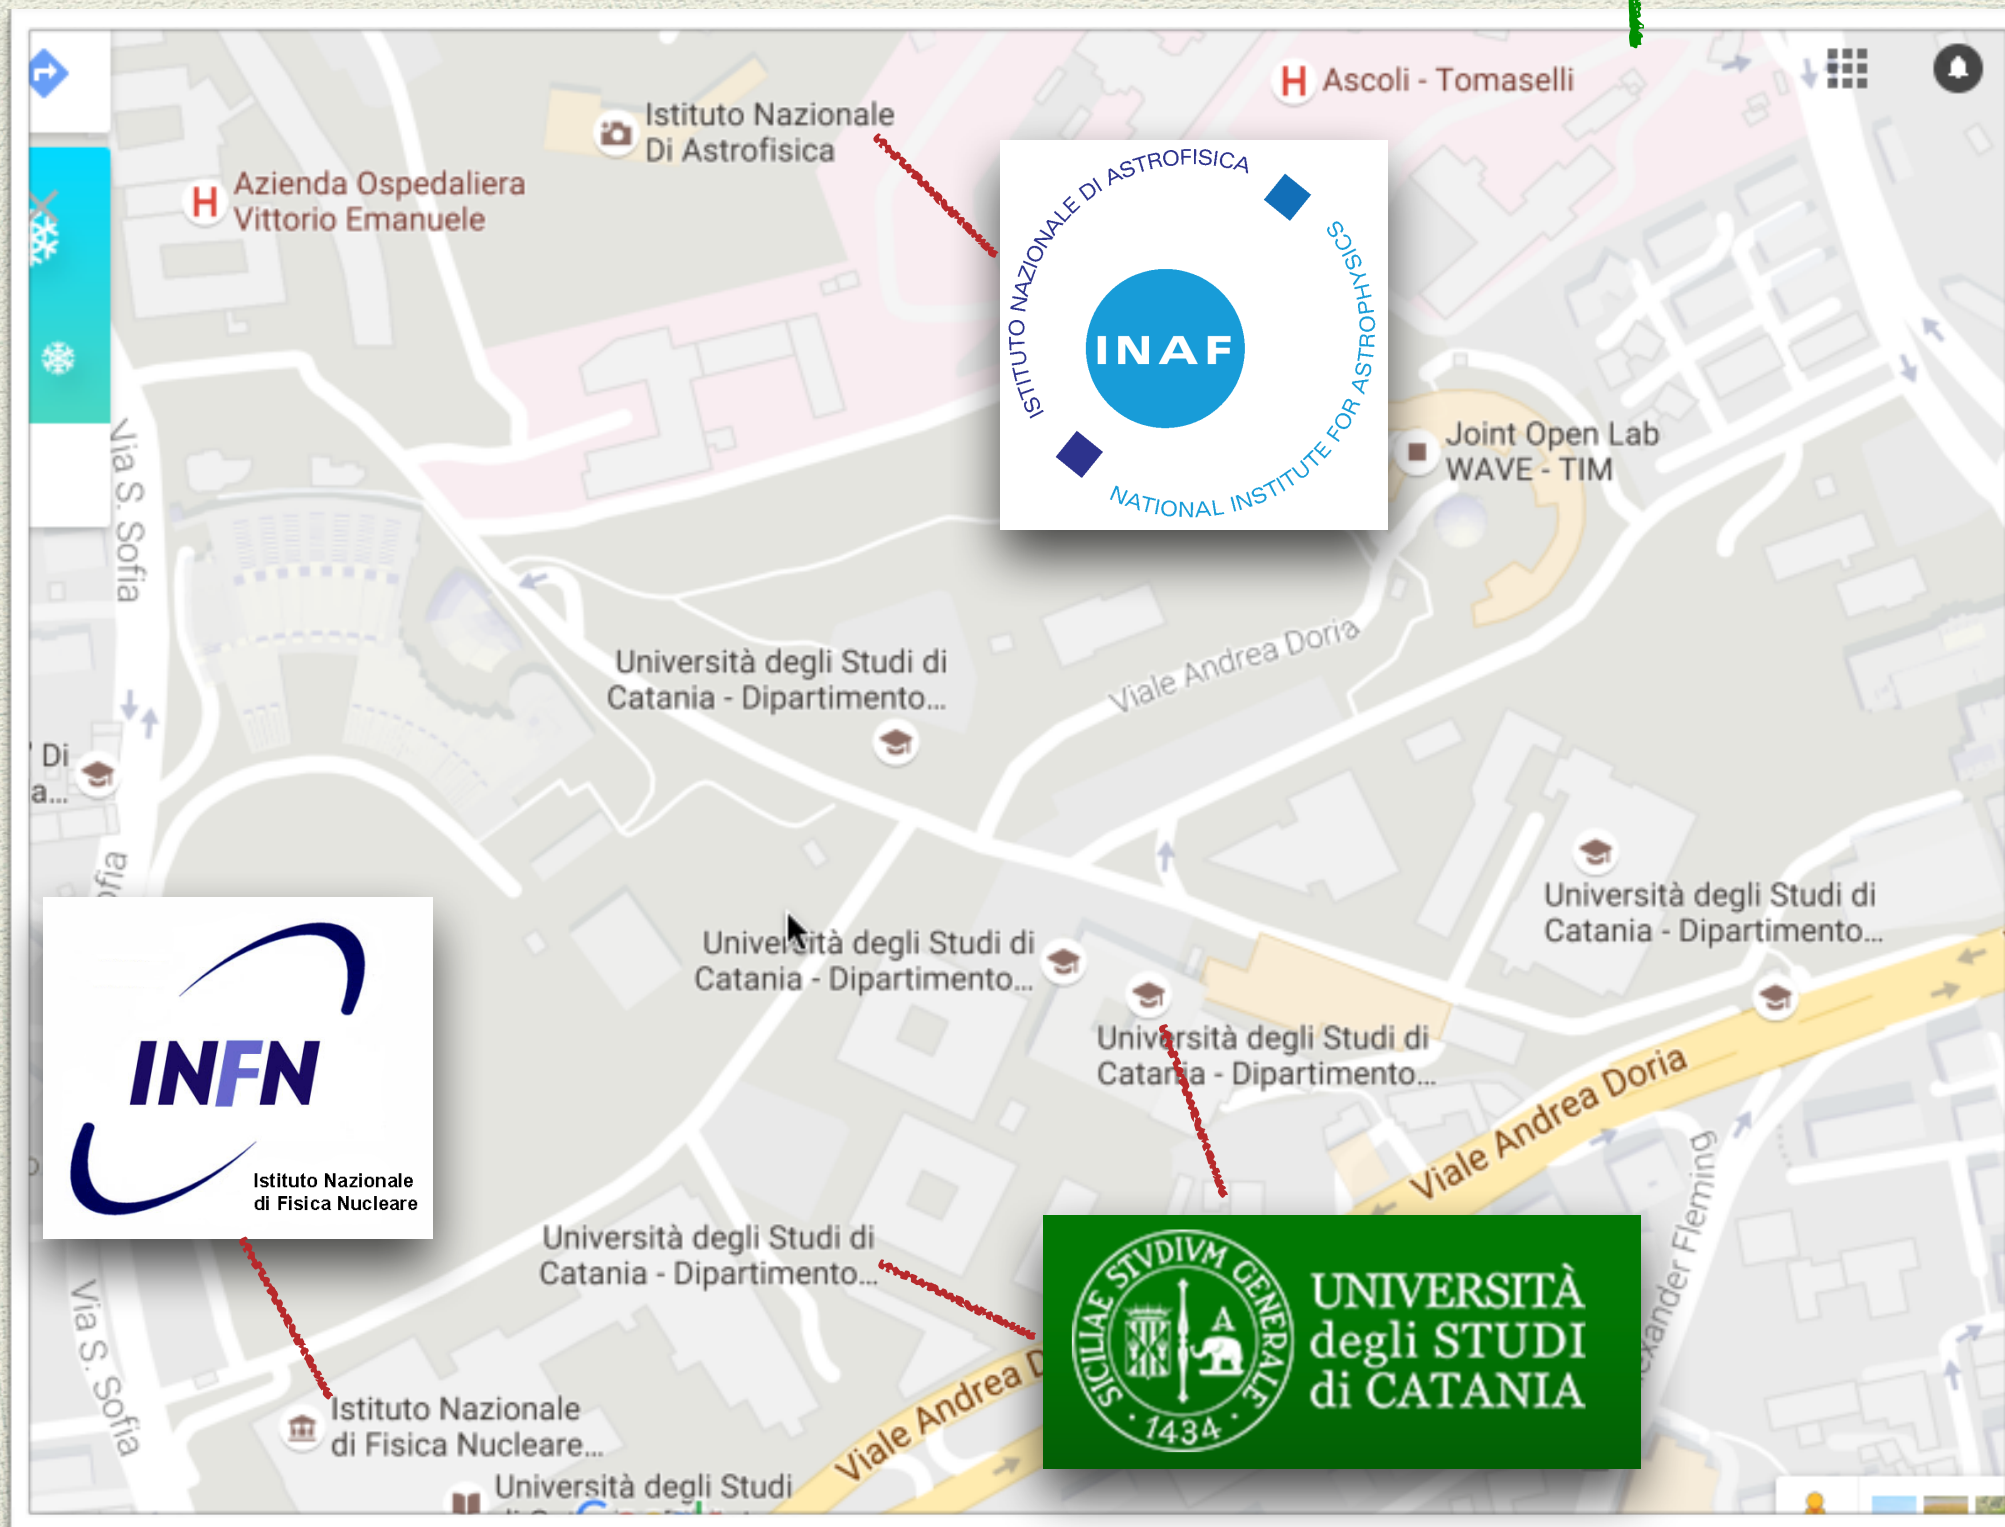 Istituto Nazionale
Di Astrofisica
Ascoli - Tomaselli
Azienda Ospedaliera
Vittorio Emanuele
ISTITUTO NAZIONALE DI ASTROFISICA
INAF
NATIONAL INSTITUTE FOR ASTROPHYSICS
Via S. Sofia
Joint Open Lab
WAVE - TIM
Viale Andrea Doria
Università degli Studi di
Catania - Dipartimento...
Di
a...
Università degli Studi di
Catania - Dipartimento...
Università degli Studi di
Catania - Dipartimento...
Università degli Studi di
Catania - Dipartimento...
ofia
INFN
Istituto Nazionale
di Fisica Nucleare
Viale Andrea Doria
exander Fleming
Università degli Studi di
Catania - Dipartimento...
SICILIAE STVDIVM GENERALE
· 1434 ·
A
UNIVERSITÀ
degli STUDI
di CATANIA
Via S. Sofia
Viale Andrea D
Istituto Nazionale
di Fisica Nucleare...
Università degli Studi